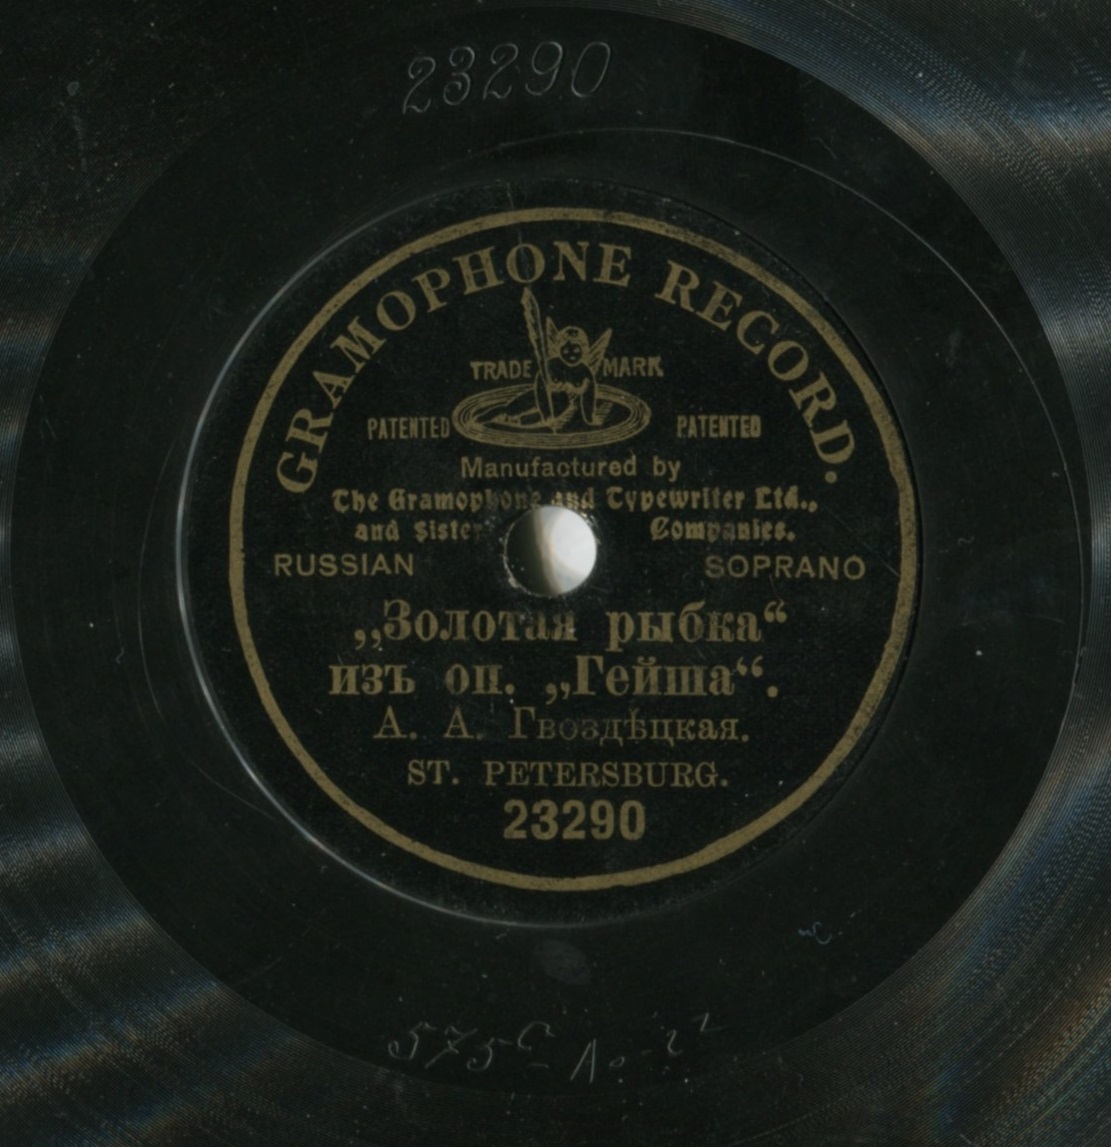 23290
GRAMOPHONE RECORD.
TRADE MARK
PATENTED PATENTED
Manufactured by
The Gramophone and Typewriter Ltd.,
and Sister Companies.
RUSSIAN SOPRANO
„Золотая рыбка“
изъ оп. „Гейша“.
А. А. Гвоздѣцкая.
ST. PETERSBURG.
23290